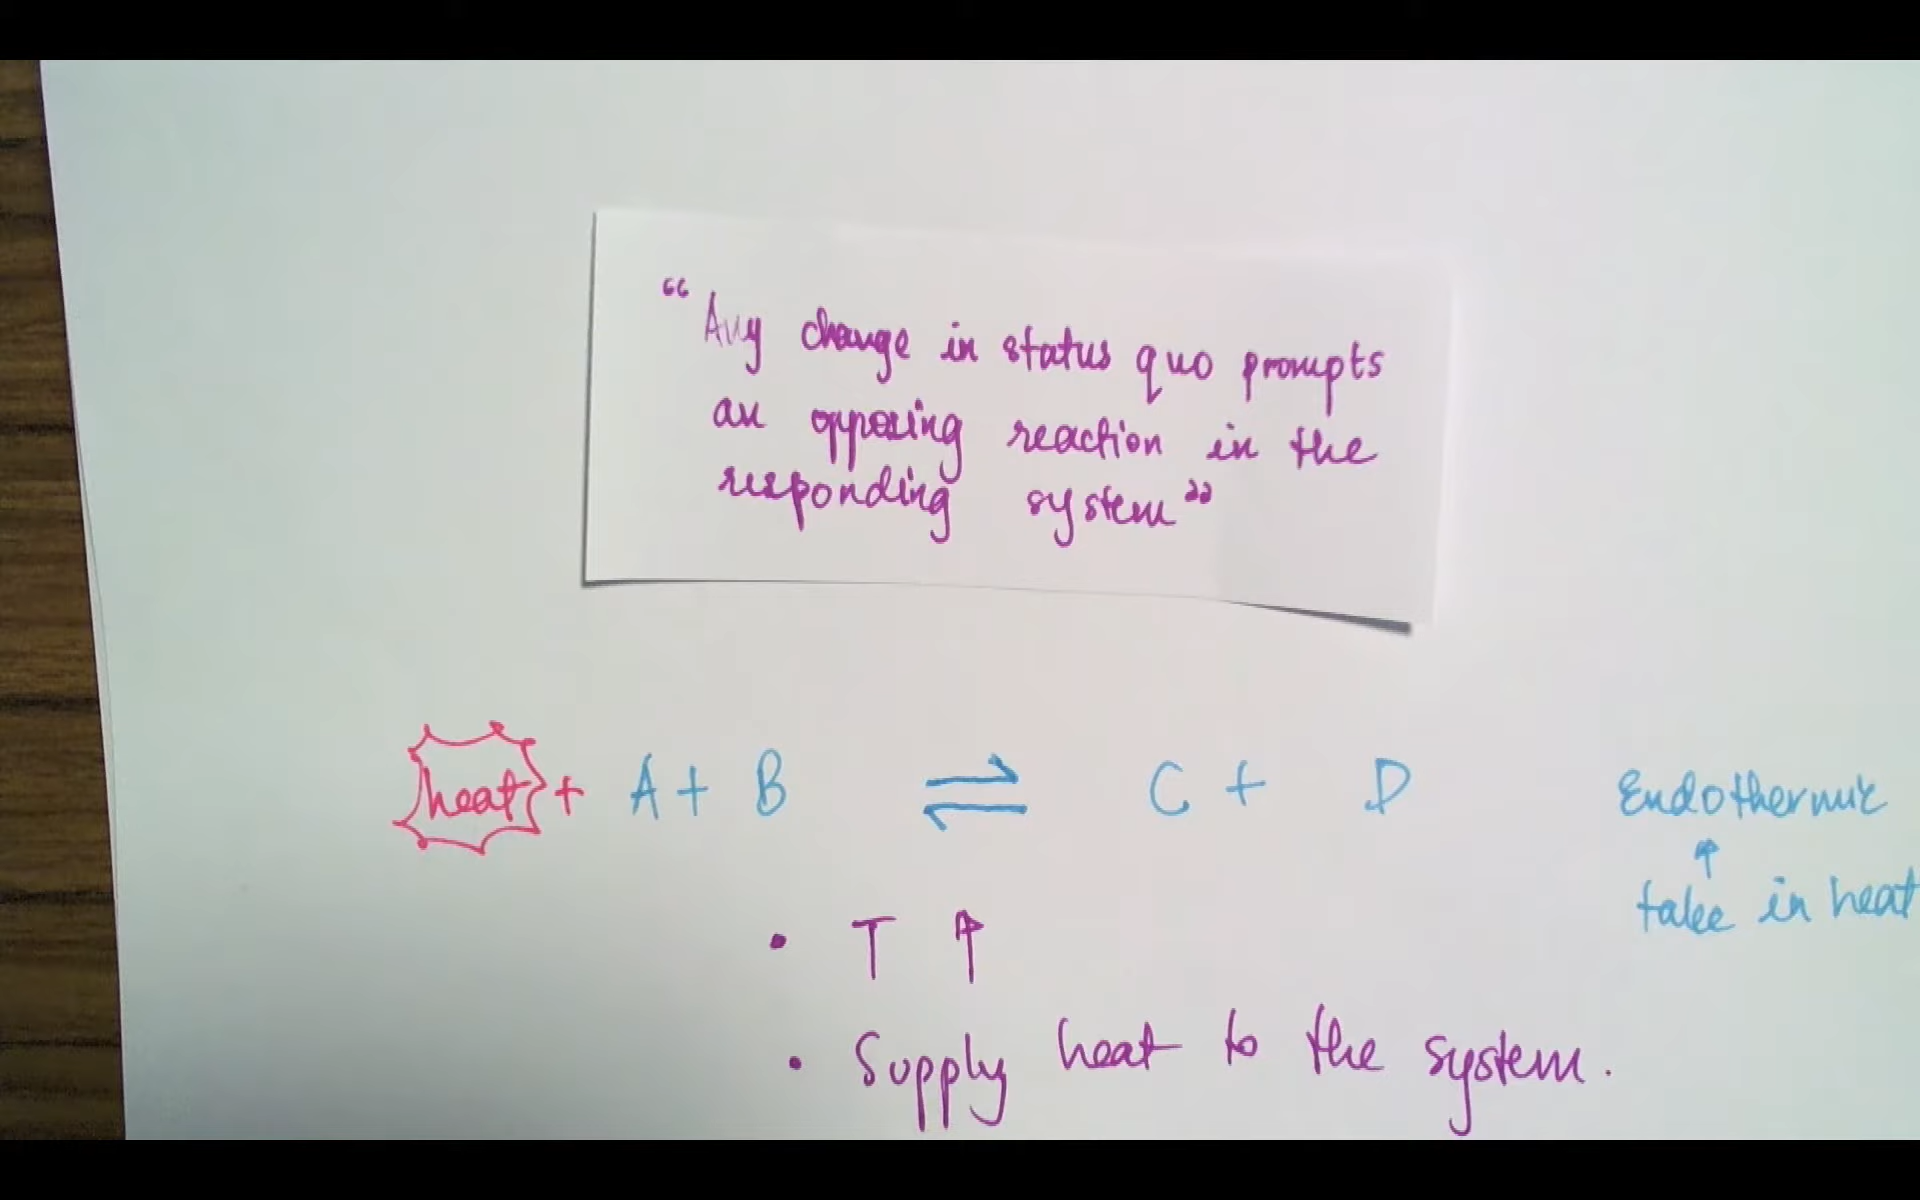 “Any change in status quo prompts
an opposing reaction in the
responding system”
heat + A + B ⇌ C + D
Endothermic
↑
take in heat
• T ↑
• Supply heat to the system.